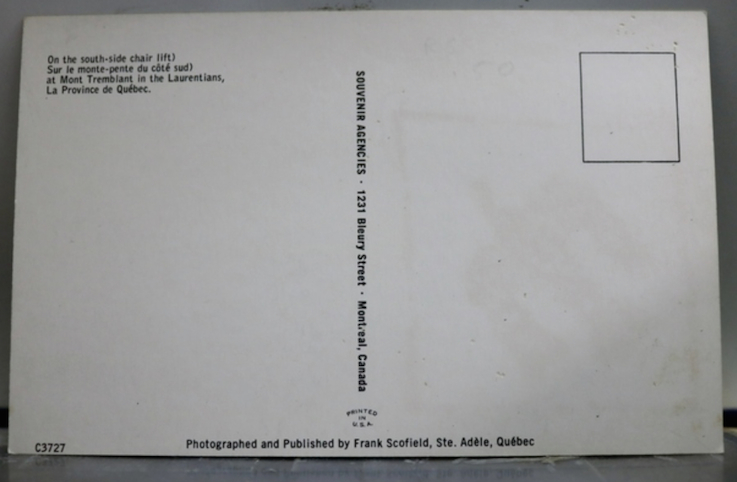 On the south-side chair lift)
Sur le monte-pente du côté sud)
at Mont Tremblant in the Laurentians,
La Province de Québec.
SOUVENIR AGENCIES · 1231 Bleury Street · Montreal, Canada
PRINTED
IN
U.S.A.
C3727
Photographed and Published by Frank Scofield, Ste. Adèle, Québec